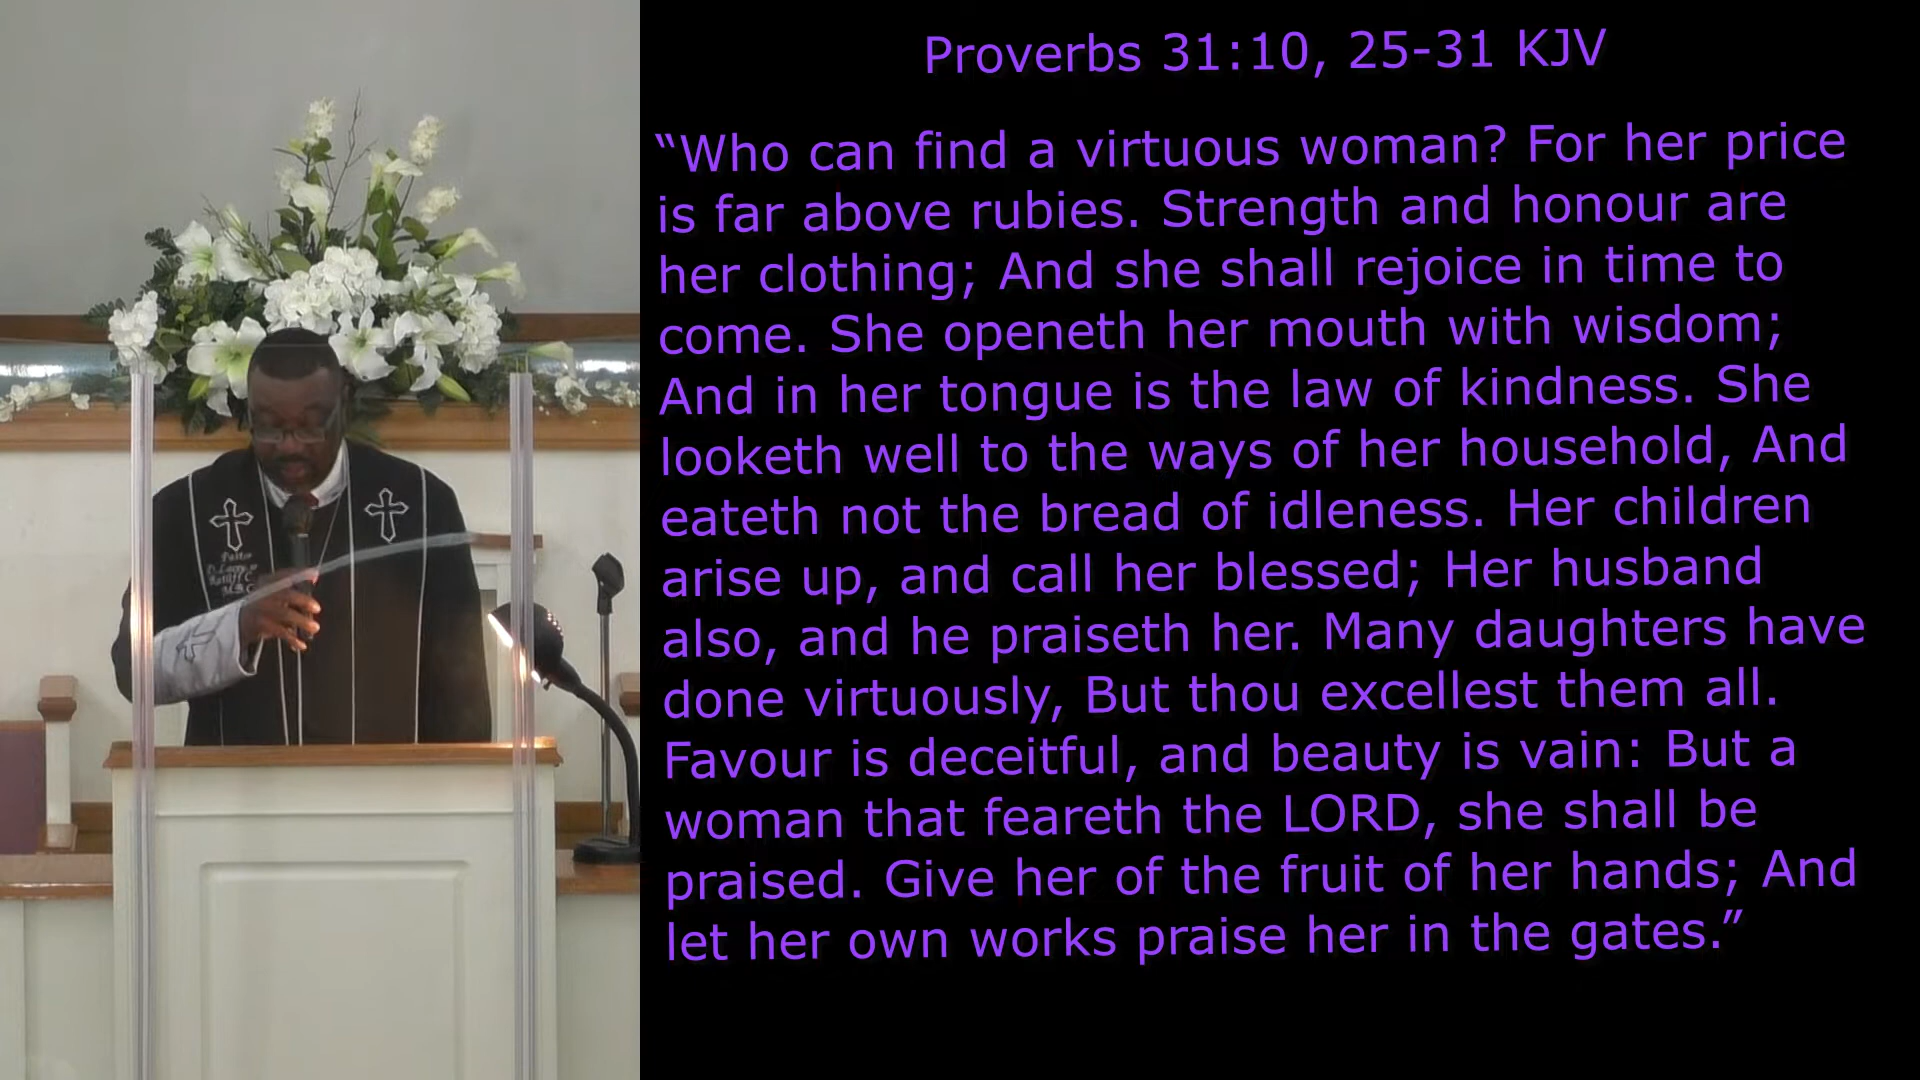 Proverbs 31:10, 25-31 KJV
“Who can find a virtuous woman? For her price
is far above rubies. Strength and honour are
her clothing; And she shall rejoice in time to
come. She openeth her mouth with wisdom;
And in her tongue is the law of kindness. She
looketh well to the ways of her household, And
eateth not the bread of idleness. Her children
arise up, and call her blessed; Her husband
also, and he praiseth her. Many daughters have
done virtuously, But thou excellest them all.
Favour is deceitful, and beauty is vain: But a
woman that feareth the LORD, she shall be
praised. Give her of the fruit of her hands; And
let her own works praise her in the gates.”
Pastor